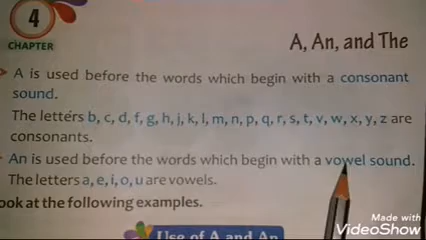 4
CHAPTER
A, An, and The
A is used before the words which begin with a consonant
sound.
The letters b, c, d, f, g, h, j, k, l, m, n, p, q, r, s, t, v, w, x, y, z are
consonants.
An is used before the words which begin with a vowel sound.
The letters a, e, i, o, u are vowels.
ook at the following examples.
Use of A and An
Made with
VideoShow